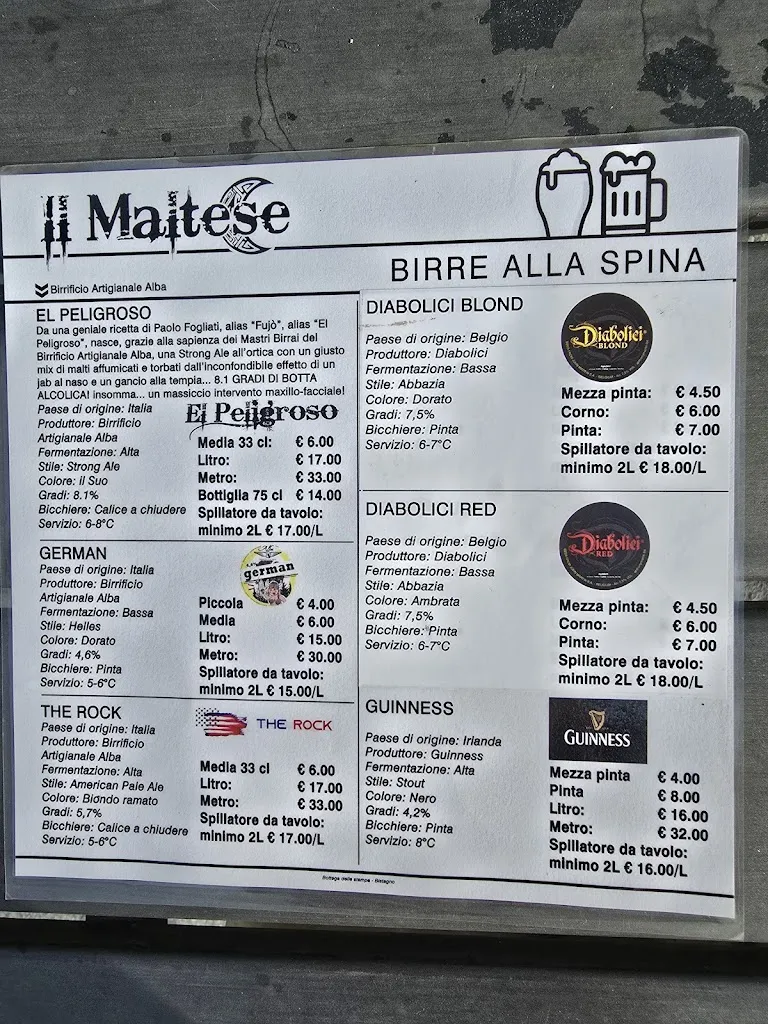 Il Maltese
BIRRE ALLA SPINA
Birrificio Artigianale Alba
EL PELIGROSO
Da una geniale ricetta di Paolo Fogliati, alias "Fujò", alias "El
Peligroso", nasce, grazie alla sapienza dei Mastri Birrai del
Birrificio Artigianale Alba, una Strong Ale all'ortica con un giusto
mix di malti affumicati e torbati dall'inconfondibile effetto di un
jab al naso e un gancio alla tempia... 8.1 GRADI DI BOTTA
ALCOLICA! insomma... un massiccio intervento maxillo-facciale!
Paese di origine: Italia
Produttore: Birrificio
Artigianale Alba
Fermentazione: Alta
Stile: Strong Ale
Colore: il Suo
Gradi: 8.1%
Bicchiere: Calice a chiudere
Servizio: 6-8°C
El Peligroso
Media 33 cl: € 6.00
Litro: € 17.00
Metro: € 33.00
Bottiglia 75 cl € 14.00
Spillatore da tavolo:
minimo 2L € 17.00/L
GERMAN
Paese di origine: Italia
Produttore: Birrificio
Artigianale Alba
Fermentazione: Bassa
Stile: Helles
Colore: Dorato
Gradi: 4,6%
Bicchiere: Pinta
Servizio: 5-6°C
german
Piccola € 4.00
Media € 6.00
Litro: € 15.00
Metro: € 30.00
Spillatore da tavolo:
minimo 2L € 15.00/L
THE ROCK
Paese di origine: Italia
Produttore: Birrificio
Artigianale Alba
Fermentazione: Alta
Stile: American Pale Ale
Colore: Biondo ramato
Gradi: 5,7%
Bicchiere: Calice a chiudere
Servizio: 5-6°C
THE ROCK
Media 33 cl € 6.00
Litro: € 17.00
Metro: € 33.00
Spillatore da tavolo:
minimo 2L € 17.00/L
DIABOLICI BLOND
Paese di origine: Belgio
Produttore: Diabolici
Fermentazione: Bassa
Stile: Abbazia
Colore: Dorato
Gradi: 7,5%
Bicchiere: Pinta
Servizio: 6-7°C
Diabolici
BLOND
Mezza pinta: € 4.50
Corno: € 6.00
Pinta: € 7.00
Spillatore da tavolo:
minimo 2L € 18.00/L
DIABOLICI RED
Paese di origine: Belgio
Produttore: Diabolici
Fermentazione: Bassa
Stile: Abbazia
Colore: Ambrata
Gradi: 7,5%
Bicchiere: Pinta
Servizio: 6-7°C
Diabolici
RED
Mezza pinta: € 4.50
Corno: € 6.00
Pinta: € 7.00
Spillatore da tavolo:
minimo 2L € 18.00/L
GUINNESS
Paese di origine: Irlanda
Produttore: Guinness
Fermentazione: Alta
Stile: Stout
Colore: Nero
Gradi: 4,2%
Bicchiere: Pinta
Servizio: 8°C
GUINNESS
Mezza pinta € 4.00
Pinta € 8.00
Litro: € 16.00
Metro: € 32.00
Spillatore da tavolo:
minimo 2L € 16.00/L
Bottega della stampa - Bistagno